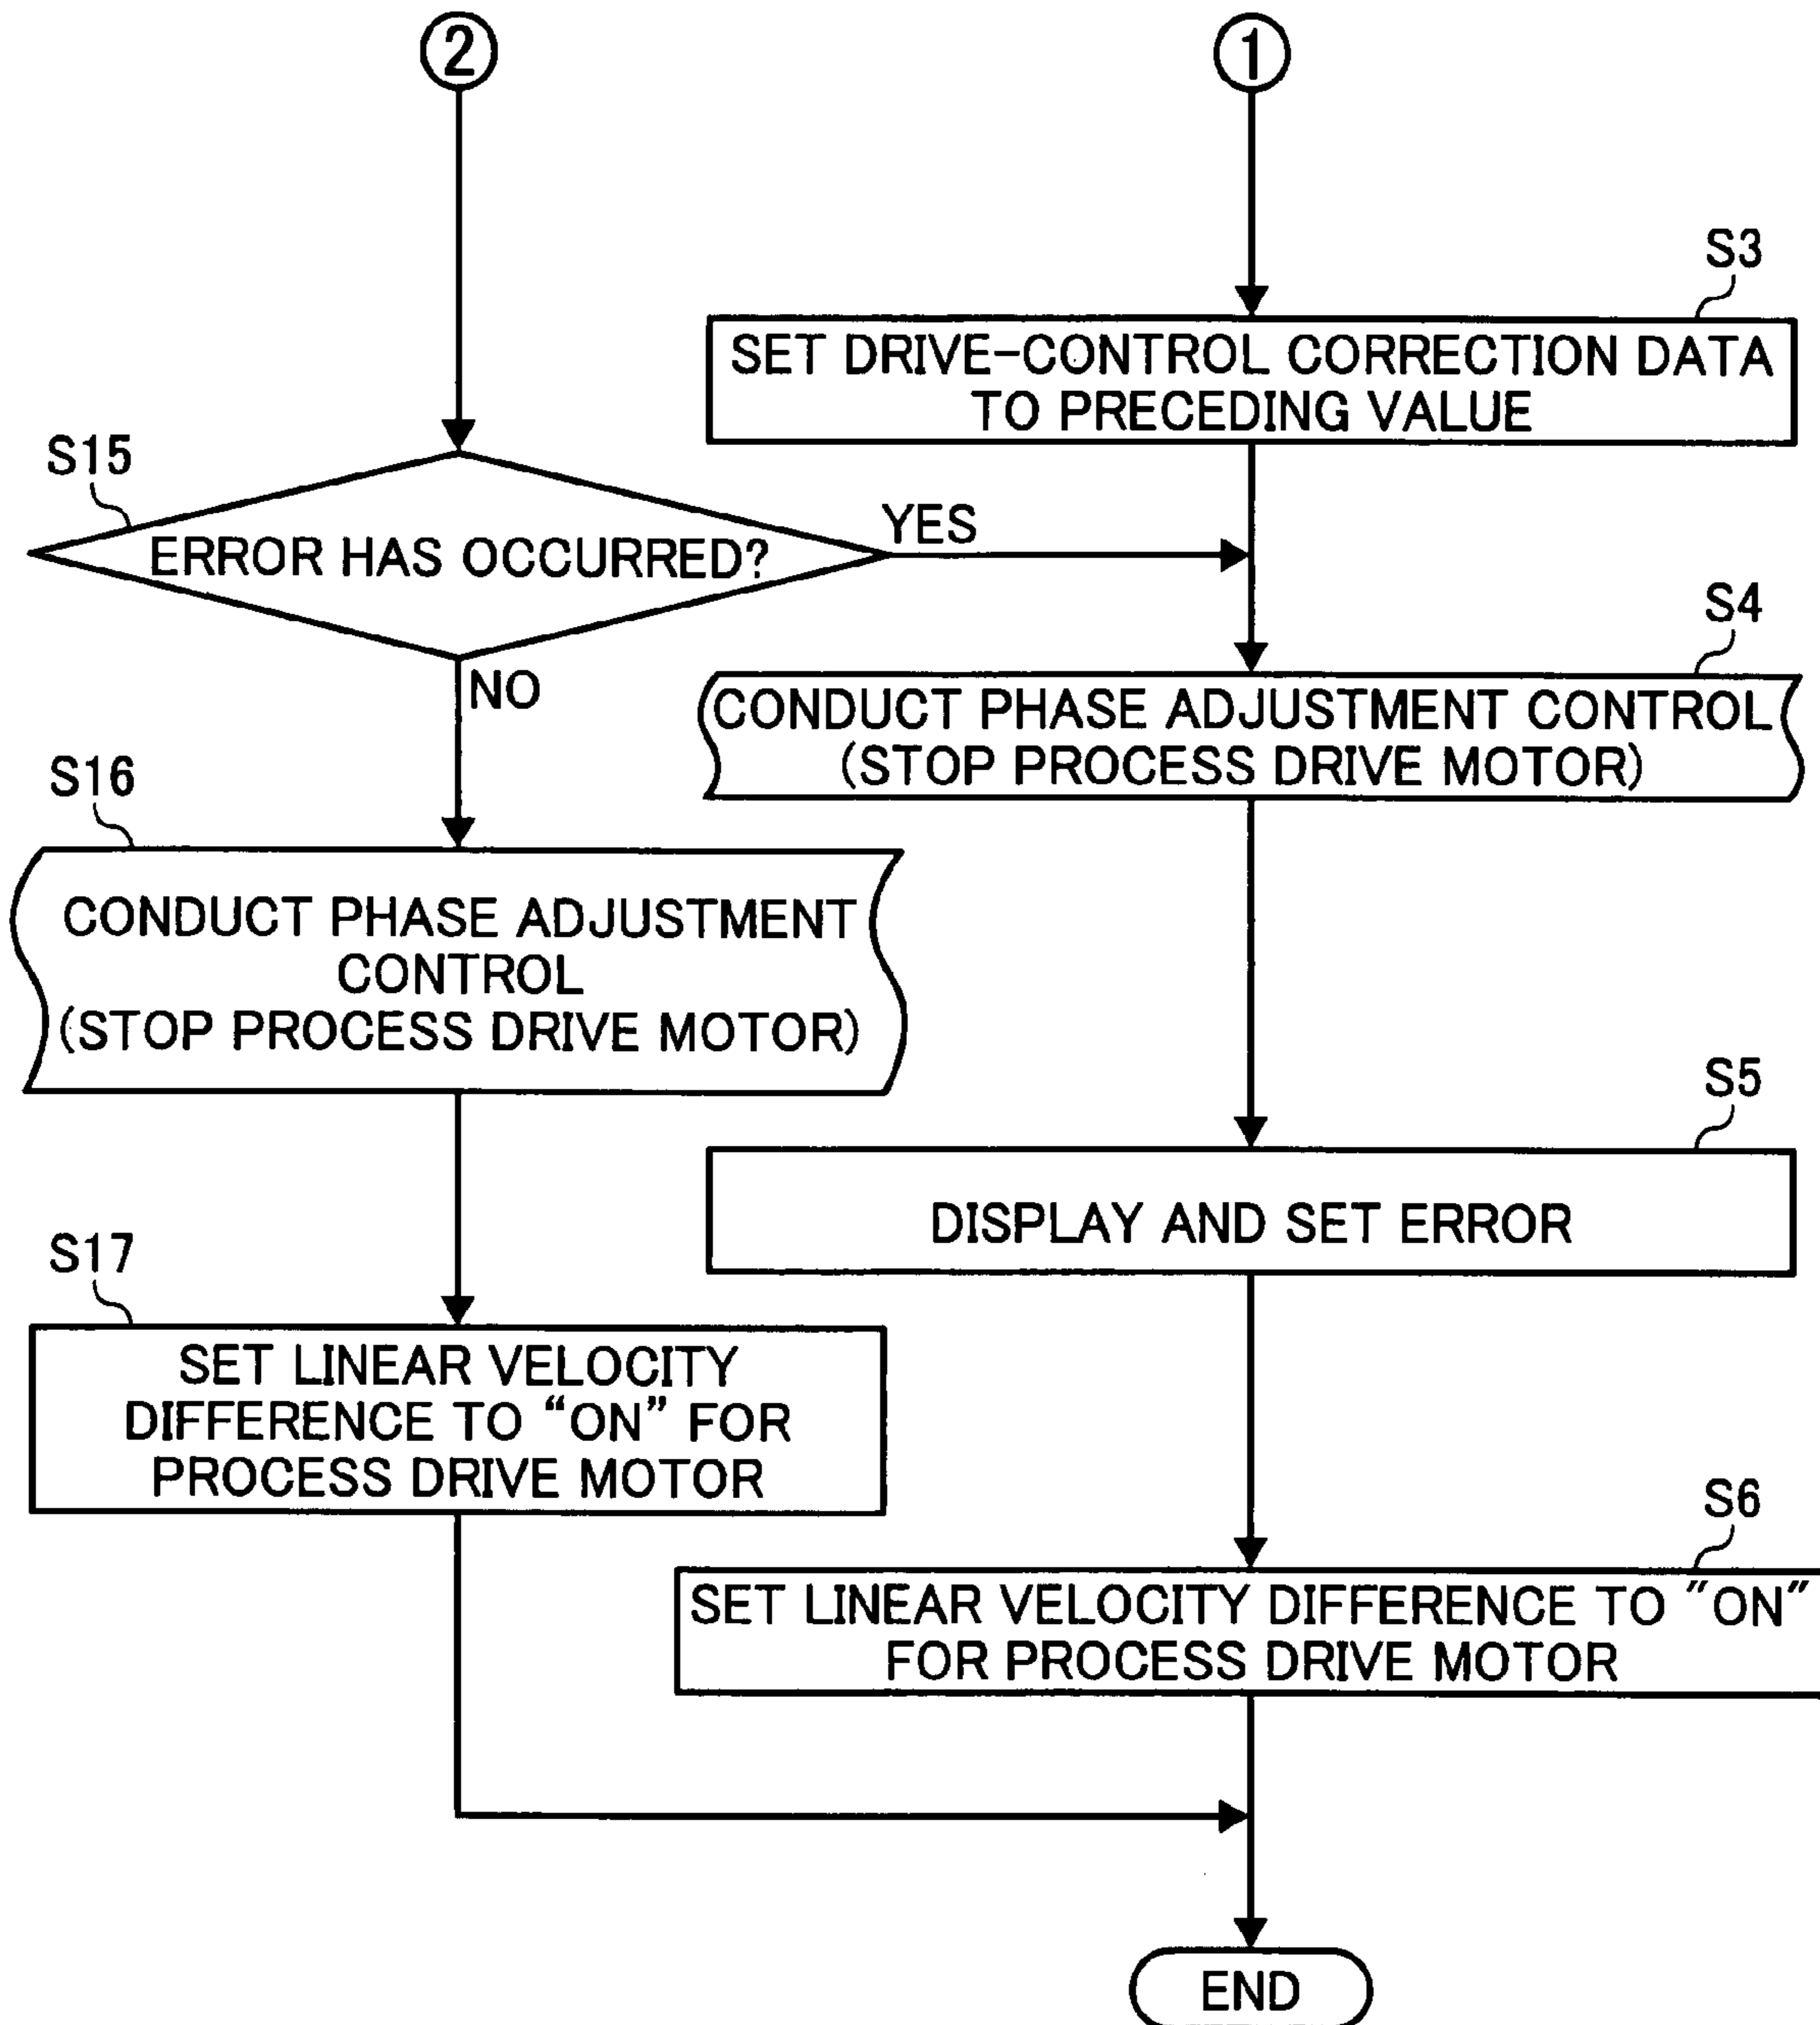 ②
①
S3
SET DRIVE-CONTROL CORRECTION DATA
TO PRECEDING VALUE
S15
ERROR HAS OCCURRED?
YES
NO
S4
CONDUCT PHASE ADJUSTMENT CONTROL
(STOP PROCESS DRIVE MOTOR)
S16
CONDUCT PHASE ADJUSTMENT
CONTROL
(STOP PROCESS DRIVE MOTOR)
S5
DISPLAY AND SET ERROR
S17
SET LINEAR VELOCITY
DIFFERENCE TO “ON” FOR
PROCESS DRIVE MOTOR
S6
SET LINEAR VELOCITY DIFFERENCE TO "ON"
FOR PROCESS DRIVE MOTOR
END